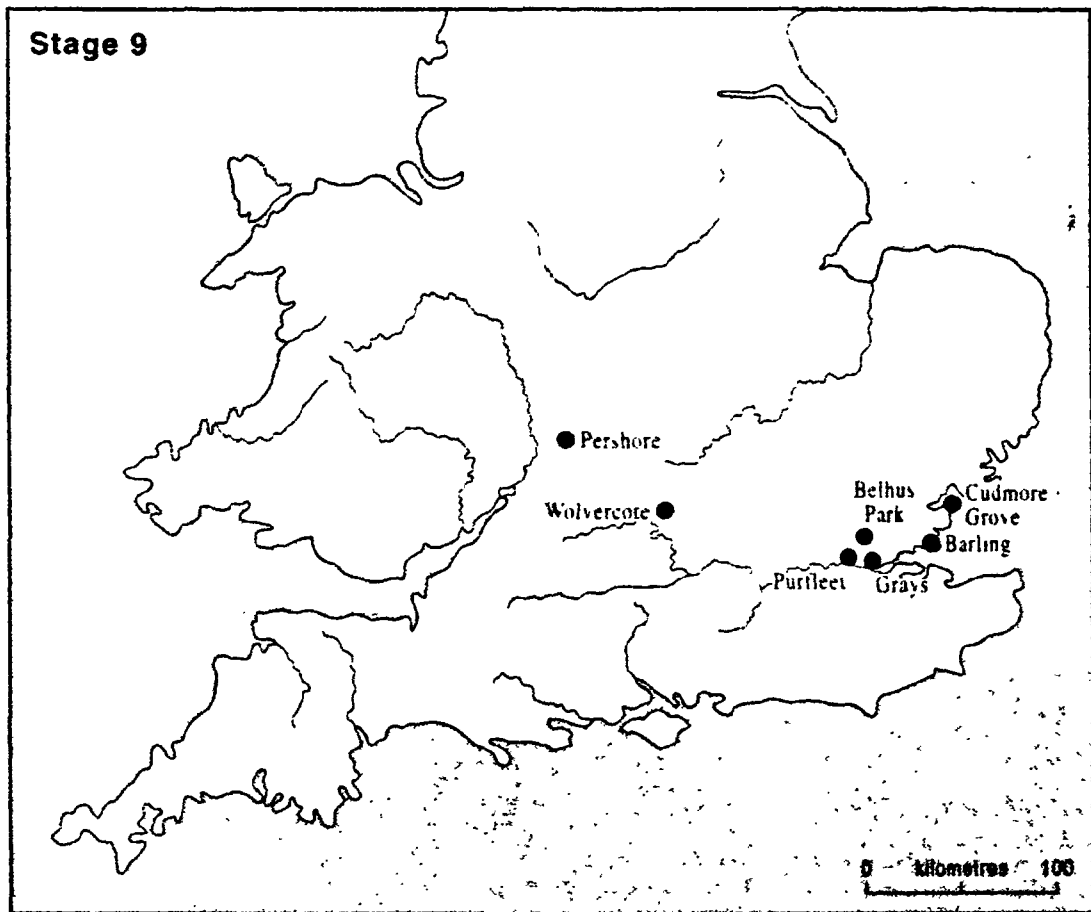 Stage 9
Pershore
Wolvercote
Belhus
Park
Cudmore
Grove
Barling
Purfleet
Grays
0 kilometres 100